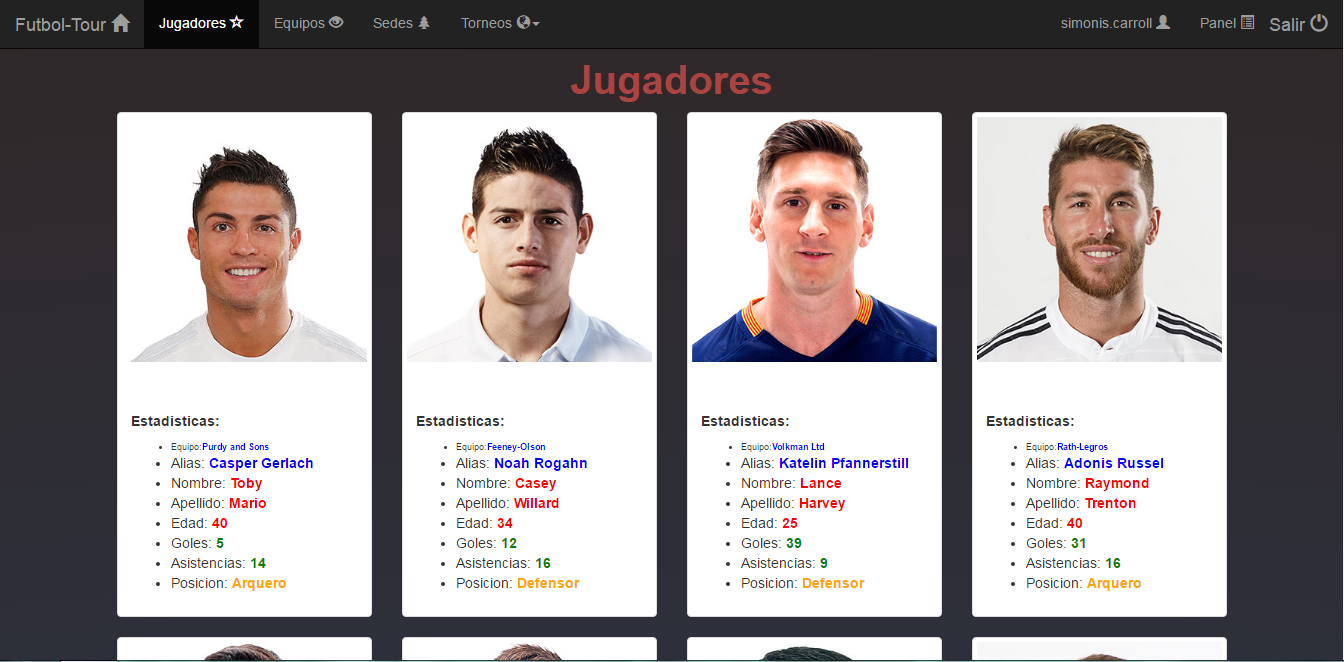 Futbol-Tour Jugadores Equipos Sedes Torneos simonis.carroll Panel Salir
Jugadores
Estadisticas:
Equipo:Purdy and Sons
Alias: Casper Gerlach
Nombre: Toby
Apellido: Mario
Edad: 40
Goles: 5
Asistencias: 14
Posicion: Arquero
Estadisticas:
Equipo:Feeney-Olson
Alias: Noah Rogahn
Nombre: Casey
Apellido: Willard
Edad: 34
Goles: 12
Asistencias: 16
Posicion: Defensor
Estadisticas:
Equipo:Volkman Ltd
Alias: Katelin Pfannerstill
Nombre: Lance
Apellido: Harvey
Edad: 25
Goles: 39
Asistencias: 9
Posicion: Defensor
Estadisticas:
Equipo:Rath-Legros
Alias: Adonis Russel
Nombre: Raymond
Apellido: Trenton
Edad: 40
Goles: 31
Asistencias: 16
Posicion: Arquero